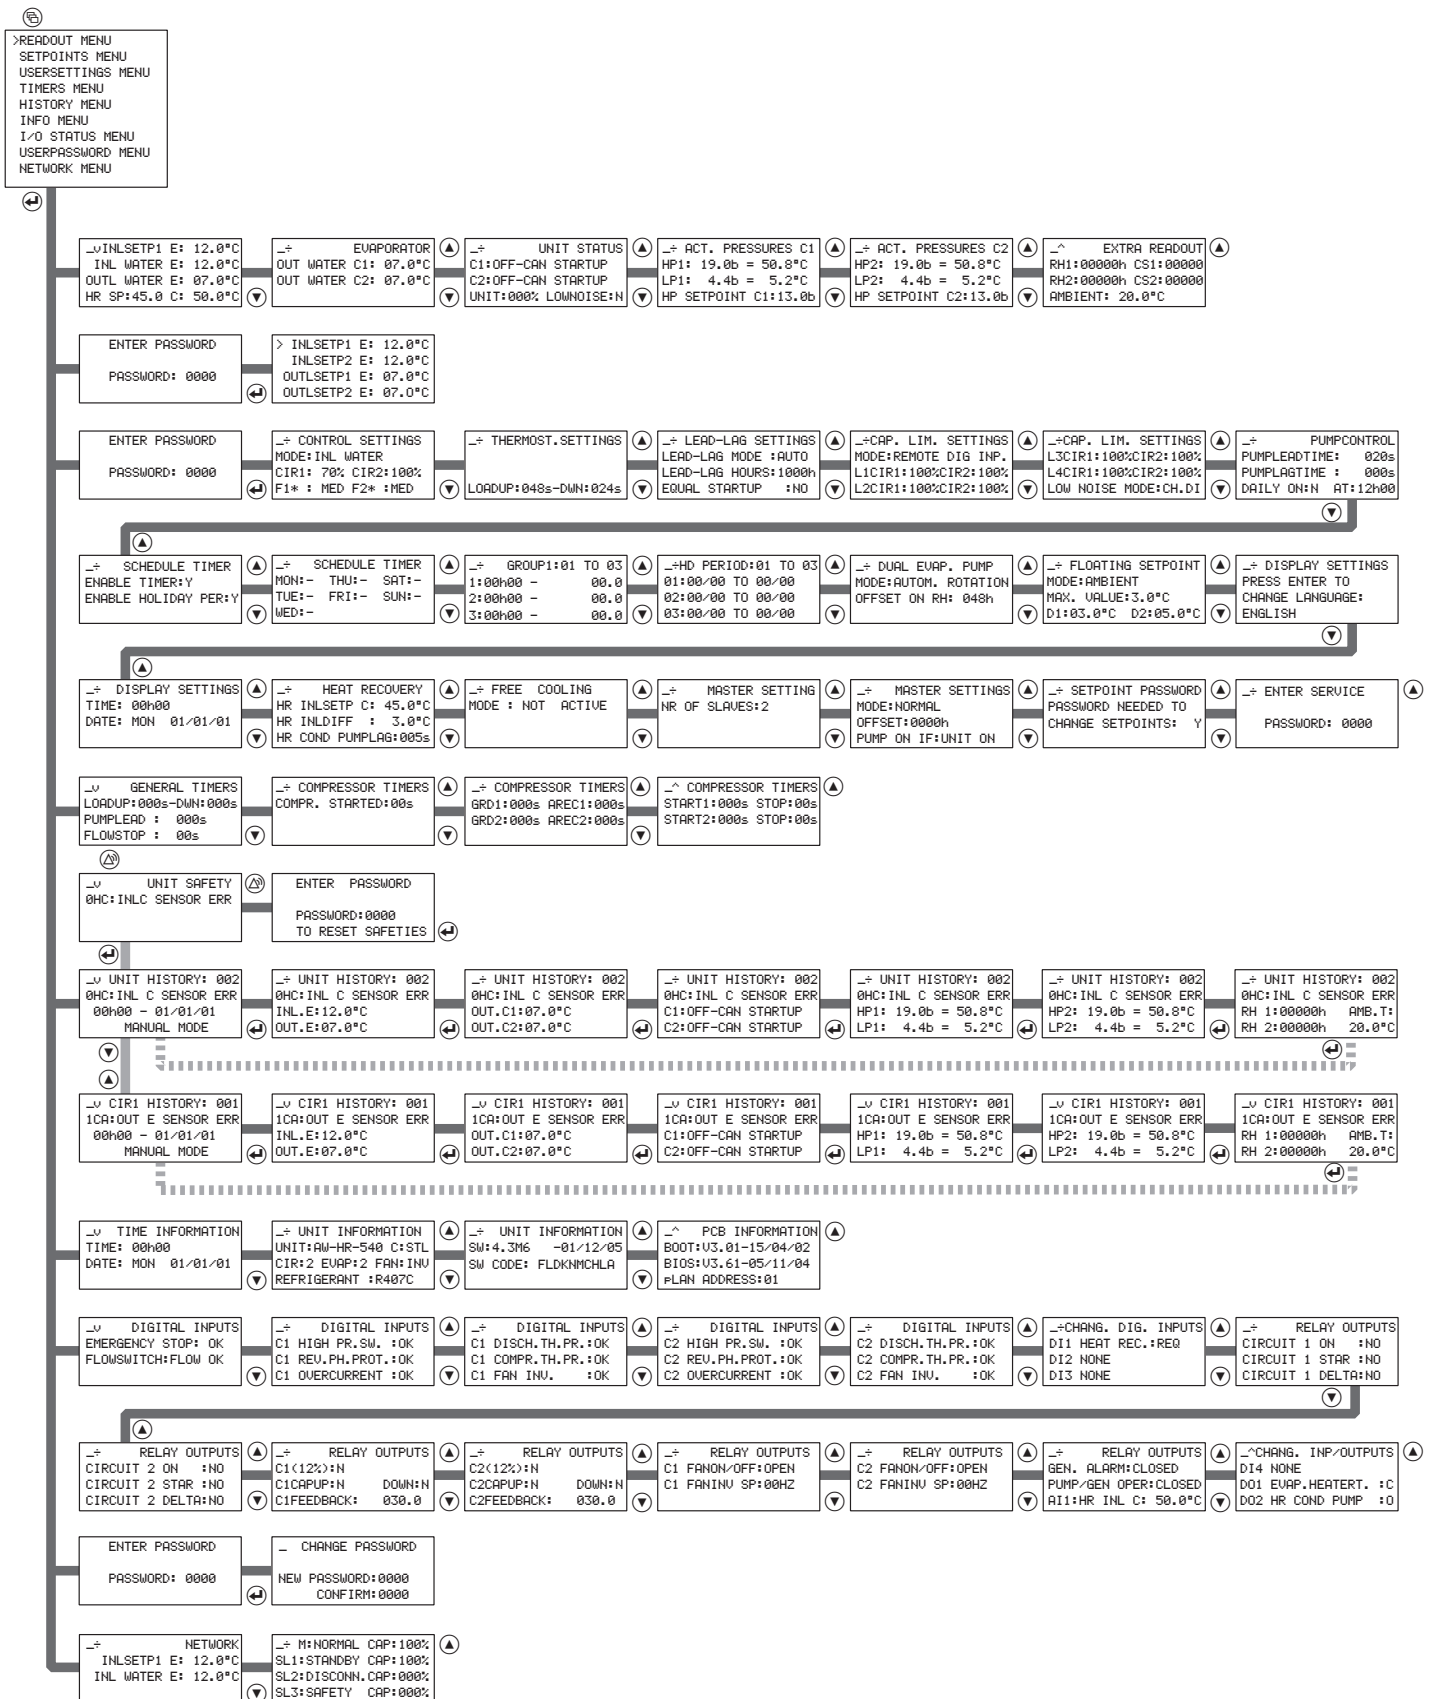 >READOUT MENU
SETPOINTS MENU
USERSETTINGS MENU
TIMERS MENU
HISTORY MENU
INFO MENU
I/O STATUS MENU
USERPASSWORD MENU
NETWORK MENU
_vINLSETP1 E: 12.0°C
INL WATER E: 12.0°C
OUTL WATER E: 07.0°C
HR SP:45.0 C: 50.0°C
_÷ EVAPORATOR
OUT WATER C1: 07.0°C
OUT WATER C2: 07.0°C
_÷ UNIT STATUS
C1:OFF-CAN STARTUP
C2:OFF-CAN STARTUP
UNIT:000% LOWNOISE:N
_÷ ACT. PRESSURES C1
HP1: 19.0b = 50.8°C
LP1: 4.4b = 5.2°C
HP SETPOINT C1:13.0b
_÷ ACT. PRESSURES C2
HP2: 19.0b = 50.8°C
LP2: 4.4b = 5.2°C
HP SETPOINT C2:13.0b
_^ EXTRA READOUT
RH1:00000h CS1:00000
RH2:00000h CS2:00000
AMBIENT: 20.0°C
ENTER PASSWORD
PASSWORD: 0000
> INLSETP1 E: 12.0°C
INLSETP2 E: 12.0°C
OUTLSETP1 E: 07.0°C
OUTLSETP2 E: 07.0°C
ENTER PASSWORD
PASSWORD: 0000
_÷ CONTROL SETTINGS
MODE:INL WATER
CIR1: 70% CIR2:100%
F1* : MED F2* :MED
_÷ THERMOST.SETTINGS
LOADUP:048s-DWN:024s
_÷ LEAD-LAG SETTINGS
LEAD-LAG MODE :AUTO
LEAD-LAG HOURS:1000h
EQUAL STARTUP :NO
_÷CAP. LIM. SETTINGS
MODE:REMOTE DIG INP.
L1CIR1:100%CIR2:100%
L2CIR1:100%CIR2:100%
_÷CAP. LIM. SETTINGS
L3CIR1:100%CIR2:100%
L4CIR1:100%CIR2:100%
LOW NOISE MODE:CH.DI
_÷ PUMPCONTROL
PUMPLEADTIME: 020s
PUMPLAGTIME : 000s
DAILY ON:N AT:12h00
_÷ SCHEDULE TIMER
ENABLE TIMER:Y
ENABLE HOLIDAY PER:Y
_÷ SCHEDULE TIMER
MON:- THU:- SAT:-
TUE:- FRI:- SUN:-
WED:-
_÷ GROUP1:01 TO 03
1:00h00 - 00.0
2:00h00 - 00.0
3:00h00 - 00.0
_÷HD PERIOD:01 TO 03
01:00/00 TO 00/00
02:00/00 TO 00/00
03:00/00 TO 00/00
_÷ DUAL EVAP. PUMP
MODE:AUTOM. ROTATION
OFFSET ON RH: 048h
_÷ FLOATING SETPOINT
MODE:AMBIENT
MAX. VALUE:3.0°C
D1:03.0°C D2:05.0°C
_÷ DISPLAY SETTINGS
PRESS ENTER TO
CHANGE LANGUAGE:
ENGLISH
_÷ DISPLAY SETTINGS
TIME: 00h00
DATE: MON 01/01/01
_÷ HEAT RECOVERY
HR INLSETP C: 45.0°C
HR INLDIFF : 3.0°C
HR COND PUMPLAG:005s
_÷ FREE COOLING
MODE : NOT ACTIVE
_÷ MASTER SETTING
NR OF SLAVES:2
_÷ MASTER SETTINGS
MODE:NORMAL
OFFSET:0000h
PUMP ON IF:UNIT ON
_÷ SETPOINT PASSWORD
PASSWORD NEEDED TO
CHANGE SETPOINTS: Y
_÷ ENTER SERVICE
PASSWORD: 0000
_v GENERAL TIMERS
LOADUP:000s-DWN:000s
PUMPLEAD : 000s
FLOWSTOP : 00s
_÷ COMPRESSOR TIMERS
COMPR. STARTED:00s
_÷ COMPRESSOR TIMERS
GRD1:000s AREC1:000s
GRD2:000s AREC2:000s
_^ COMPRESSOR TIMERS
START1:000s STOP:00s
START2:000s STOP:00s
_v UNIT SAFETY
0HC:INLC SENSOR ERR
ENTER PASSWORD
PASSWORD:0000
TO RESET SAFETIES
_v UNIT HISTORY: 002
0HC:INL C SENSOR ERR
00h00 - 01/01/01
MANUAL MODE
_÷ UNIT HISTORY: 002
0HC:INL C SENSOR ERR
INL.E:12.0°C
OUT.E:07.0°C
_÷ UNIT HISTORY: 002
0HC:INL C SENSOR ERR
OUT.C1:07.0°C
OUT.C2:07.0°C
_÷ UNIT HISTORY: 002
0HC:INL C SENSOR ERR
C1:OFF-CAN STARTUP
C2:OFF-CAN STARTUP
_÷ UNIT HISTORY: 002
0HC:INL C SENSOR ERR
HP1: 19.0b = 50.8°C
LP1: 4.4b = 5.2°C
_÷ UNIT HISTORY: 002
0HC:INL C SENSOR ERR
HP2: 19.0b = 50.8°C
LP2: 4.4b = 5.2°C
_÷ UNIT HISTORY: 002
0HC:INL C SENSOR ERR
RH 1:00000h AMB.T:
RH 2:00000h 20.0°C
_v CIR1 HISTORY: 001
1CA:OUT E SENSOR ERR
00h00 - 01/01/01
MANUAL MODE
_v CIR1 HISTORY: 001
1CA:OUT E SENSOR ERR
INL.E:12.0°C
OUT.E:07.0°C
_v CIR1 HISTORY: 001
1CA:OUT E SENSOR ERR
OUT.C1:07.0°C
OUT.C2:07.0°C
_v CIR1 HISTORY: 001
1CA:OUT E SENSOR ERR
C1:OFF-CAN STARTUP
C2:OFF-CAN STARTUP
_v CIR1 HISTORY: 001
1CA:OUT E SENSOR ERR
HP1: 19.0b = 50.8°C
LP1: 4.4b = 5.2°C
_v CIR1 HISTORY: 001
1CA:OUT E SENSOR ERR
HP2: 19.0b = 50.8°C
LP2: 4.4b = 5.2°C
_v CIR1 HISTORY: 001
1CA:OUT E SENSOR ERR
RH 1:00000h AMB.T:
RH 2:00000h 20.0°C
_v TIME INFORMATION
TIME: 00h00
DATE: MON 01/01/01
_÷ UNIT INFORMATION
UNIT:AW-HR-540 C:STL
CIR:2 EVAP:2 FAN:INV
REFRIGERANT :R407C
_÷ UNIT INFORMATION
SW:4.3M6 -01/12/05
SW CODE: FLDKNMCHLA
_^ PCB INFORMATION
BOOT:V3.01-15/04/02
BIOS:V3.61-05/11/04
pLAN ADDRESS:01
_v DIGITAL INPUTS
EMERGENCY STOP: OK
FLOWSWITCH:FLOW OK
_÷ DIGITAL INPUTS
C1 HIGH PR.SW. :OK
C1 REV.PH.PROT.:OK
C1 OVERCURRENT :OK
_÷ DIGITAL INPUTS
C1 DISCH.TH.PR.:OK
C1 COMPR.TH.PR.:OK
C1 FAN INV. :OK
_÷ DIGITAL INPUTS
C2 HIGH PR.SW. :OK
C2 REV.PH.PROT.:OK
C2 OVERCURRENT :OK
_÷ DIGITAL INPUTS
C2 DISCH.TH.PR.:OK
C2 COMPR.TH.PR.:OK
C2 FAN INV. :OK
_÷CHANG. DIG. INPUTS
DI1 HEAT REC.:REQ
DI2 NONE
DI3 NONE
_÷ RELAY OUTPUTS
CIRCUIT 1 ON :NO
CIRCUIT 1 STAR :NO
CIRCUIT 1 DELTA:NO
_÷ RELAY OUTPUTS
CIRCUIT 2 ON :NO
CIRCUIT 2 STAR :NO
CIRCUIT 2 DELTA:NO
_÷ RELAY OUTPUTS
C1(12%):N
C1CAPUP:N DOWN:N
C1FEEDBACK: 030.0
_÷ RELAY OUTPUTS
C2(12%):N
C2CAPUP:N DOWN:N
C2FEEDBACK: 030.0
_÷ RELAY OUTPUTS
C1 FANON/OFF:OPEN
C1 FANINV SP:00HZ
_÷ RELAY OUTPUTS
C2 FANON/OFF:OPEN
C2 FANINV SP:00HZ
_÷ RELAY OUTPUTS
GEN. ALARM:CLOSED
PUMP/GEN OPER:CLOSED
AI1:HR INL C: 50.0°C
_^CHANG. INP/OUTPUTS
DI4 NONE
DO1 EVAP.HEATERT. :C
DO2 HR COND PUMP :O
ENTER PASSWORD
PASSWORD: 0000
_ CHANGE PASSWORD
NEW PASSWORD:0000
CONFIRM:0000
_÷ NETWORK
INLSETP1 E: 12.0°C
INL WATER E: 12.0°C
_÷ M:NORMAL CAP:100%
SL1:STANDBY CAP:100%
SL2:DISCONN.CAP:000%
SL3:SAFETY CAP:000%